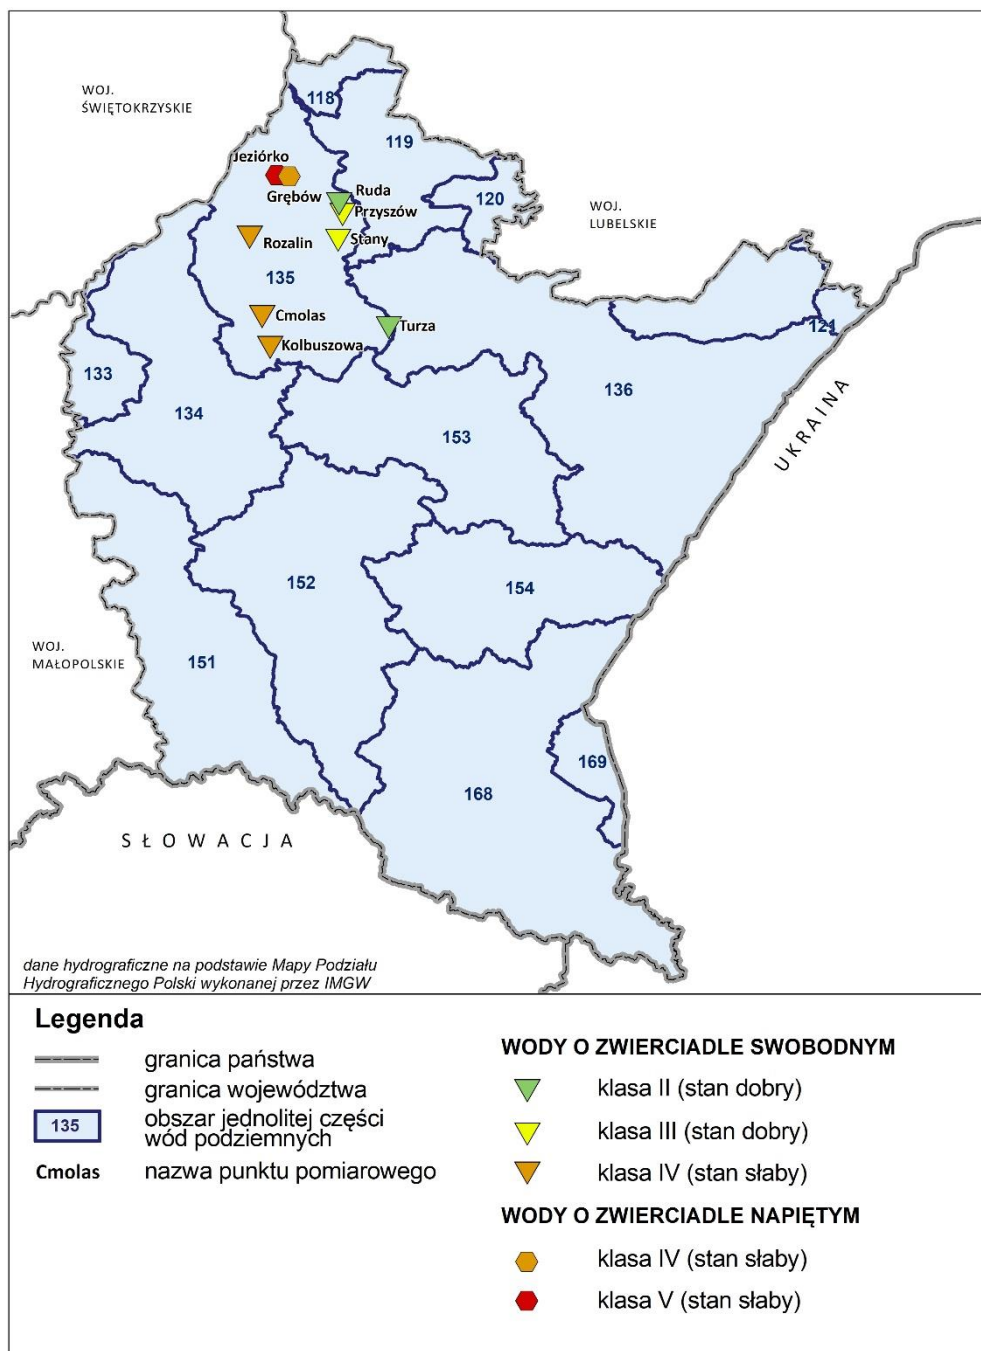 WOJ.
ŚWIĘTOKRZYSKIE
118
119
Jeziórko
Grębów
Ruda
Przyszów
120
WOJ.
LUBELSKIE
Rozalin
Stany
135
Cmolas
Turza
121
Kolbuszowa
133
134
136
153
UKRAINA
152
154
WOJ.
MAŁOPOLSKIE
151
169
168
SŁOWACJA
dane hydrograficzne na podstawie Mapy Podziału
Hydrograficznego Polski wykonanej przez IMGW
Legenda
granica państwa
granica województwa
135
obszar jednolitej części
wód podziemnych
Cmolas
nazwa punktu pomiarowego
WODY O ZWIERCIADLE SWOBODNYM
klasa II (stan dobry)
klasa III (stan dobry)
klasa IV (stan słaby)
WODY O ZWIERCIADLE NAPIĘTYM
klasa IV (stan słaby)
klasa V (stan słaby)